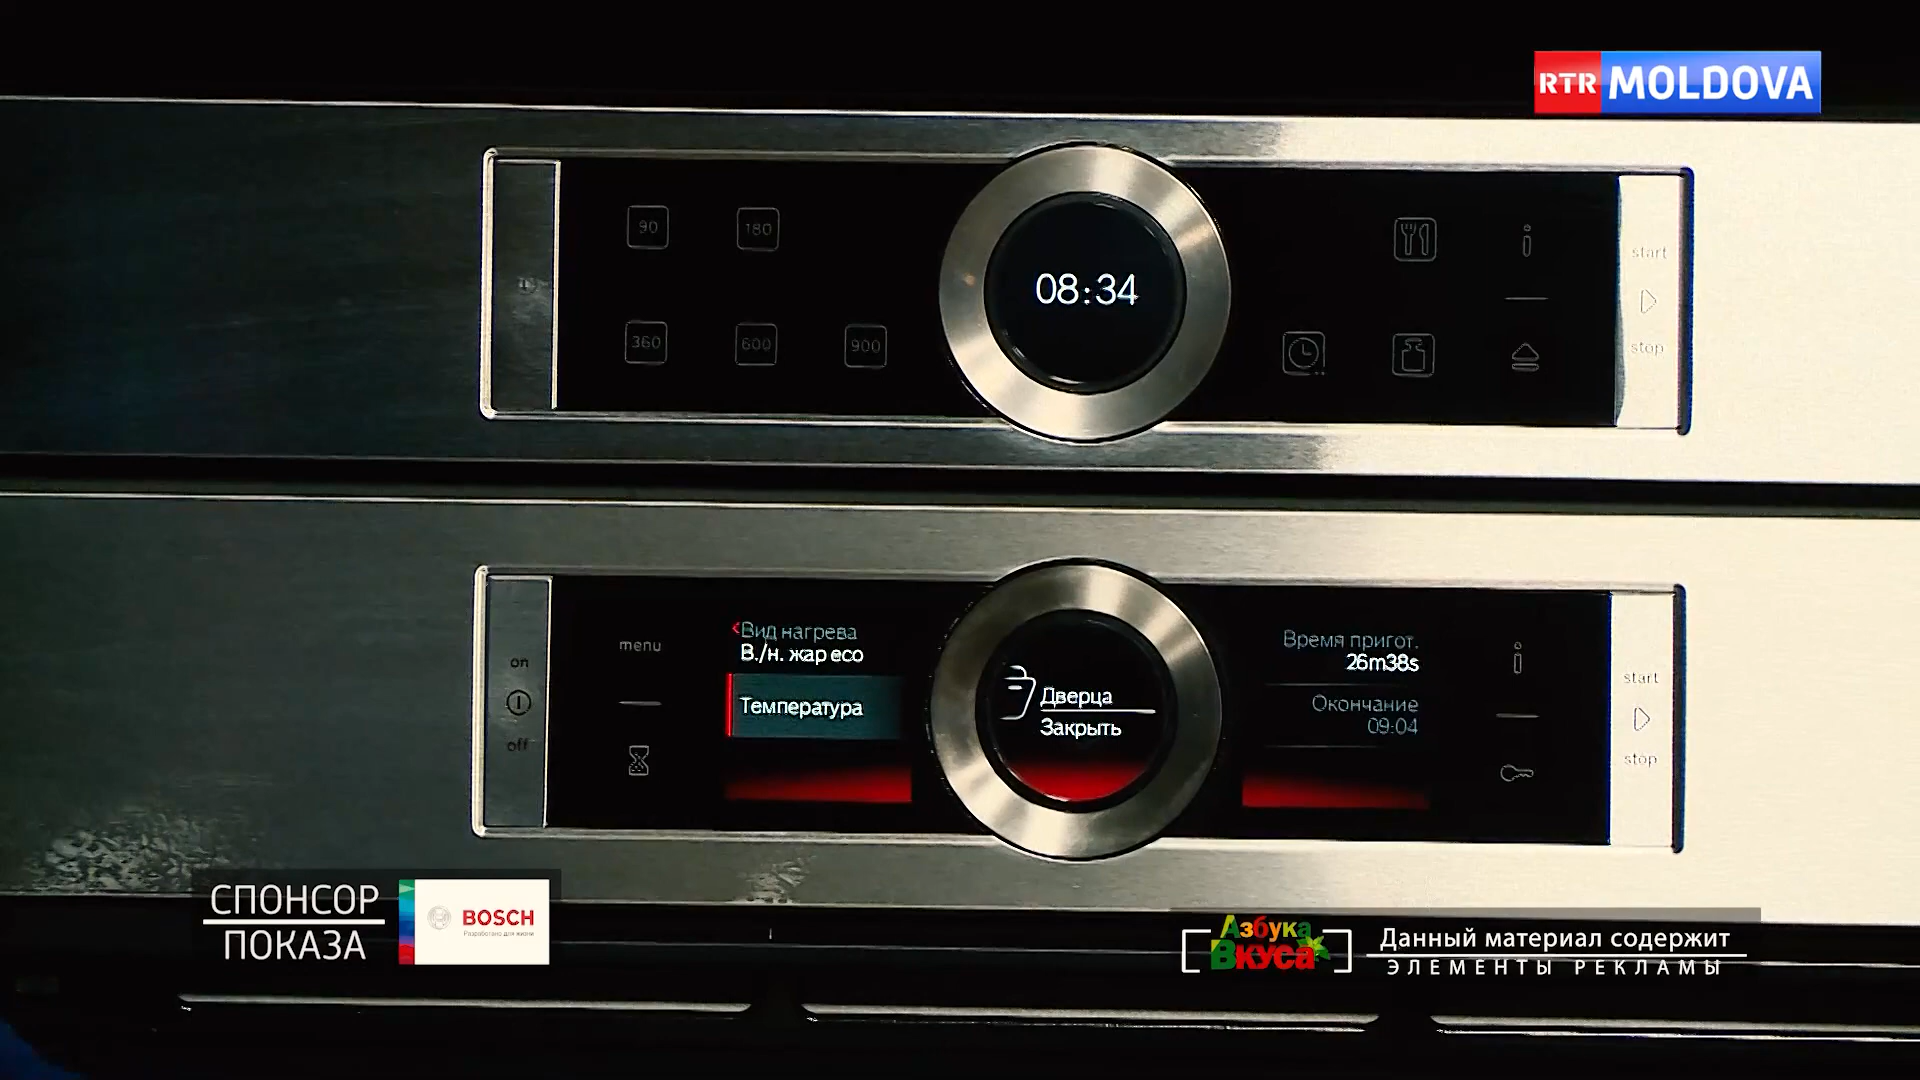 RTR MOLDOVA
90 180
08:34
i
start
360 600 900
stop
menu
‹Вид нагрева
В./н. жар eco
Температура
Дверца
Закрыть
Время пригот.
26m38s
Окончание
09:04
i
on
off
start
stop
СПОНСОР
ПОКАЗА
BOSCH
Разработано для жизни
Азбука
Вкуса
Данный материал содержит
ЭЛЕМЕНТЫ РЕКЛАМЫ